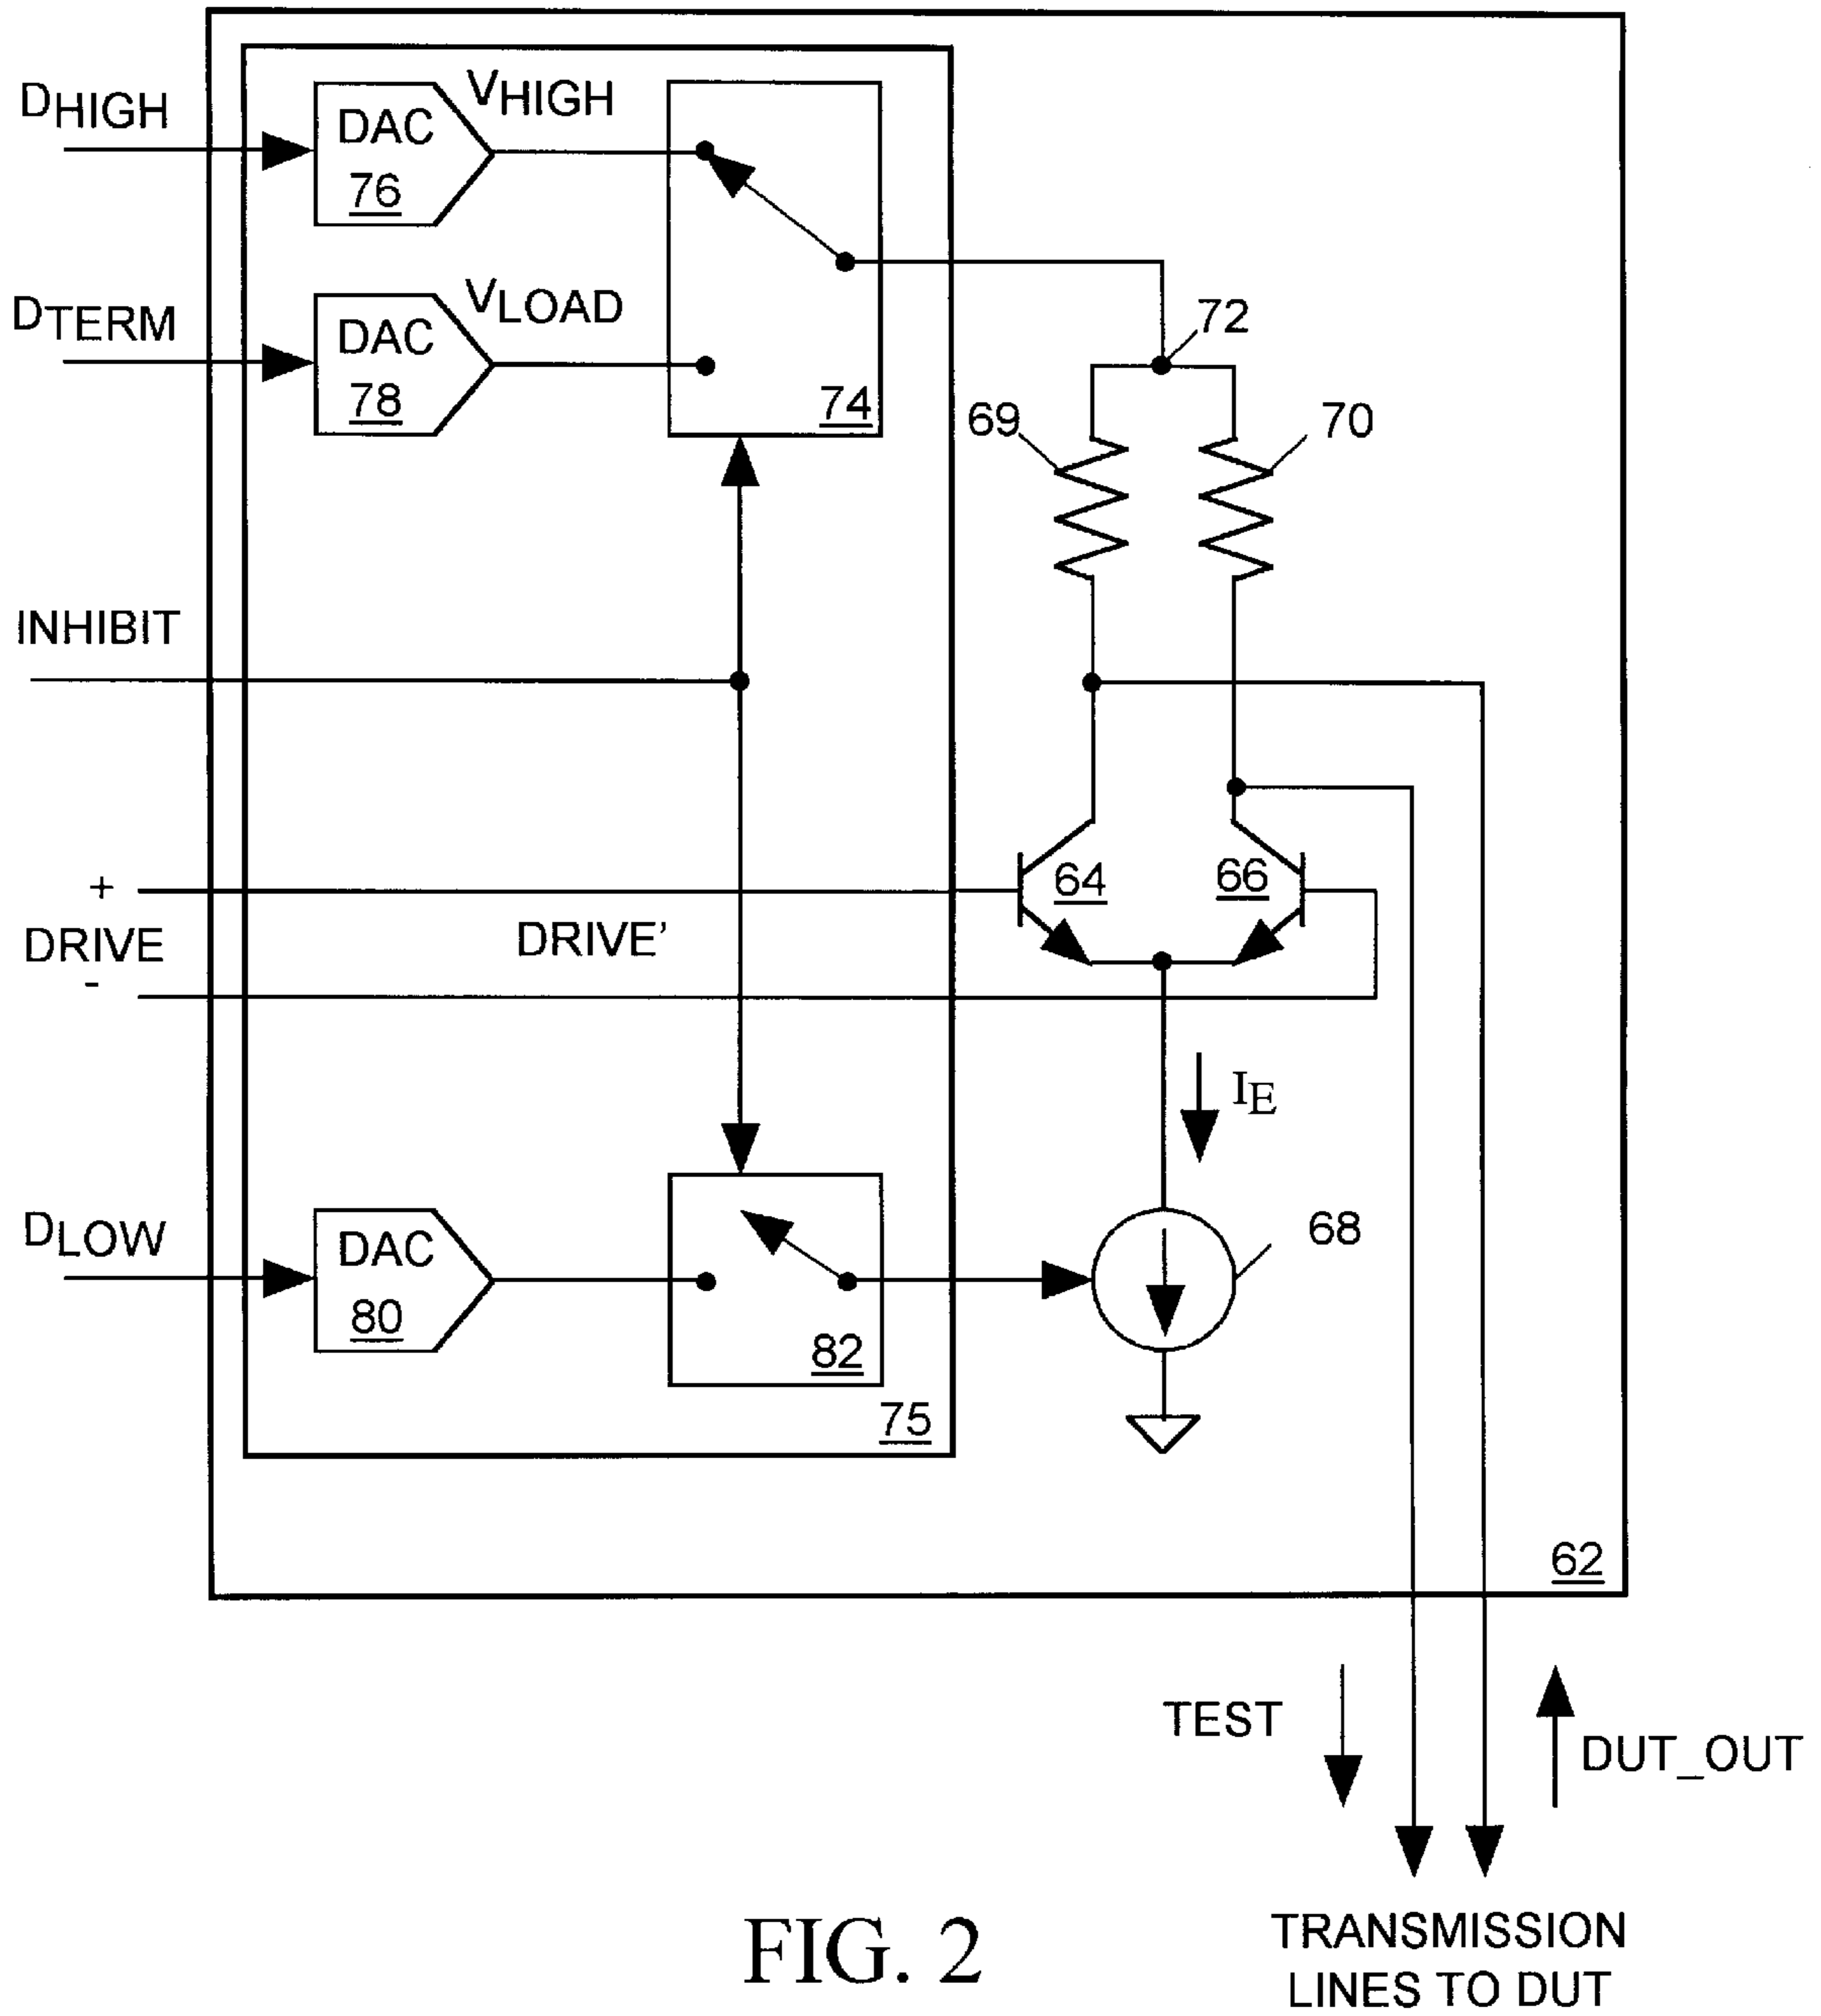 DHIGH
DAC
76
VHIGH
DTERM
DAC
78
VLOAD
74
72
69
70
INHIBIT
+
DRIVE
-
DRIVE'
64
66
IE
DLOW
DAC
80
82
68
75
62
TEST
DUT_OUT
TRANSMISSION
LINES TO DUT
FIG. 2